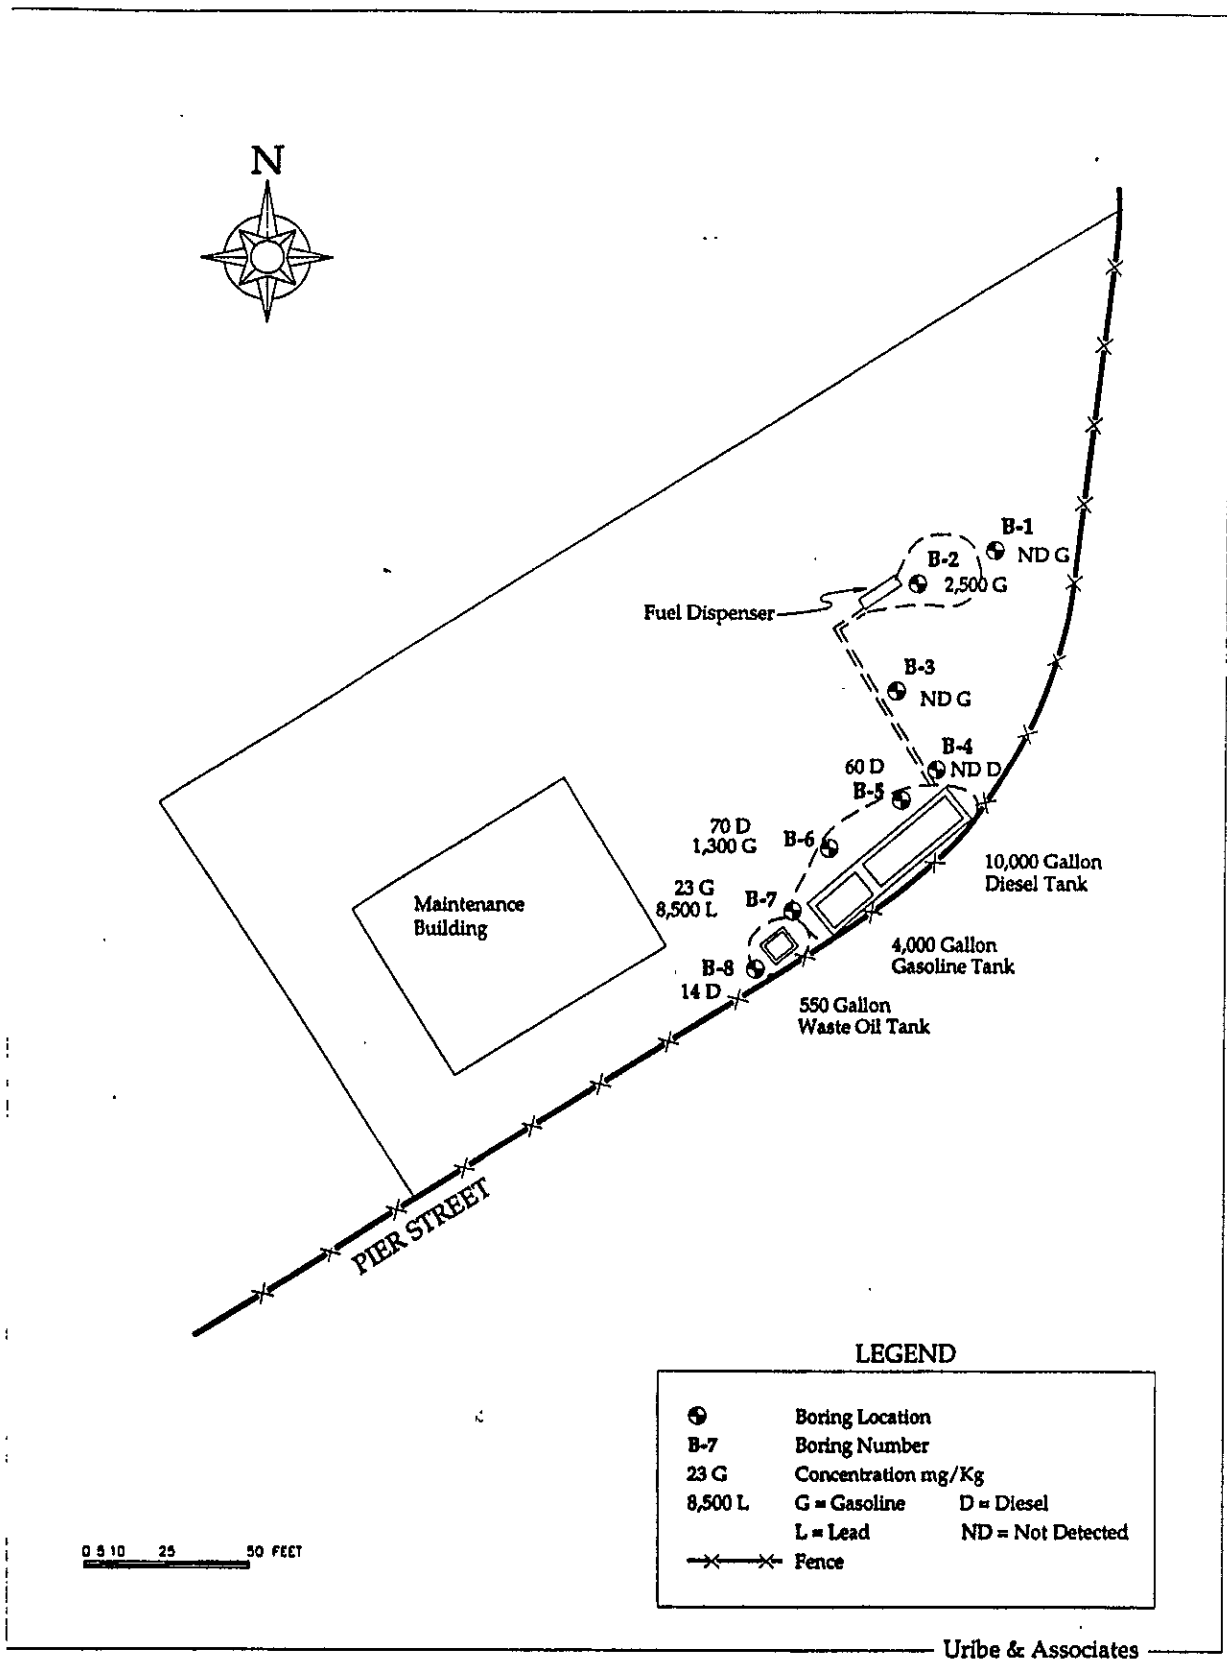 N
B-1
ND G
B-2
2,500 G
Fuel Dispenser
B-3
ND G
B-4
ND D
60 D
B-5
70 D
1,300 G
B-6
10,000 Gallon
Diesel Tank
23 G
8,500 L
B-7
Maintenance
Building
4,000 Gallon
Gasoline Tank
B-8
14 D
550 Gallon
Waste Oil Tank
PIER STREET
LEGEND
Boring Location
B-7 Boring Number
23 G Concentration mg/Kg
8,500 L G = Gasoline D = Diesel
L = Lead ND = Not Detected
Fence
0 5 10 25 50 FEET
Uribe & Associates